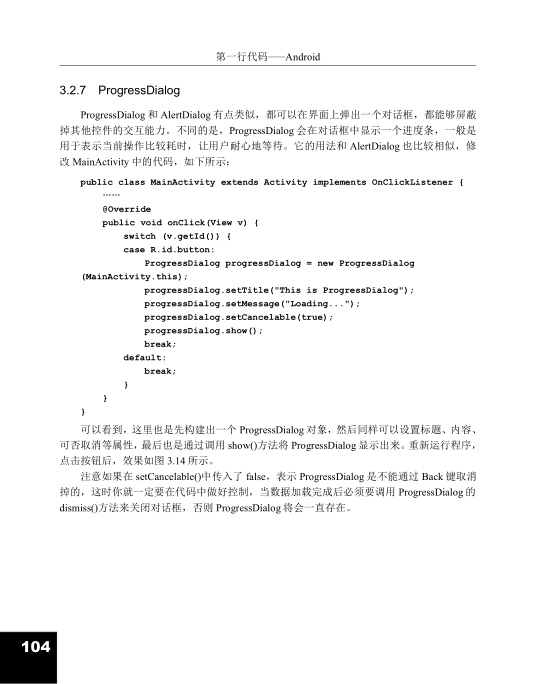 第一行代码——Android
3.2.7 ProgressDialog
ProgressDialog 和 AlertDialog 有点类似，都可以在界面上弹出一个对话框，都能够屏蔽
掉其他控件的交互能力。不同的是，ProgressDialog 会在对话框中显示一个进度条，一般是
用于表示当前操作比较耗时，让用户耐心地等待。它的用法和 AlertDialog 也比较相似，修
改 MainActivity 中的代码，如下所示：
public class MainActivity extends Activity implements OnClickListener {
……
@Override
public void onClick(View v) {
switch (v.getId()) {
case R.id.button:
ProgressDialog progressDialog = new ProgressDialog
(MainActivity.this);
progressDialog.setTitle("This is ProgressDialog");
progressDialog.setMessage("Loading...");
progressDialog.setCancelable(true);
progressDialog.show();
break;
default:
break;
}
}
}
可以看到，这里也是先构建出一个 ProgressDialog 对象，然后同样可以设置标题、内容、
可否取消等属性，最后也是通过调用 show()方法将 ProgressDialog 显示出来。重新运行程序，
点击按钮后，效果如图 3.14 所示。
注意如果在 setCancelable()中传入了 false，表示 ProgressDialog 是不能通过 Back 键取消
掉的，这时你就一定要在代码中做好控制，当数据加载完成后必须要调用 ProgressDialog 的
dismiss()方法来关闭对话框，否则 ProgressDialog 将会一直存在。
104